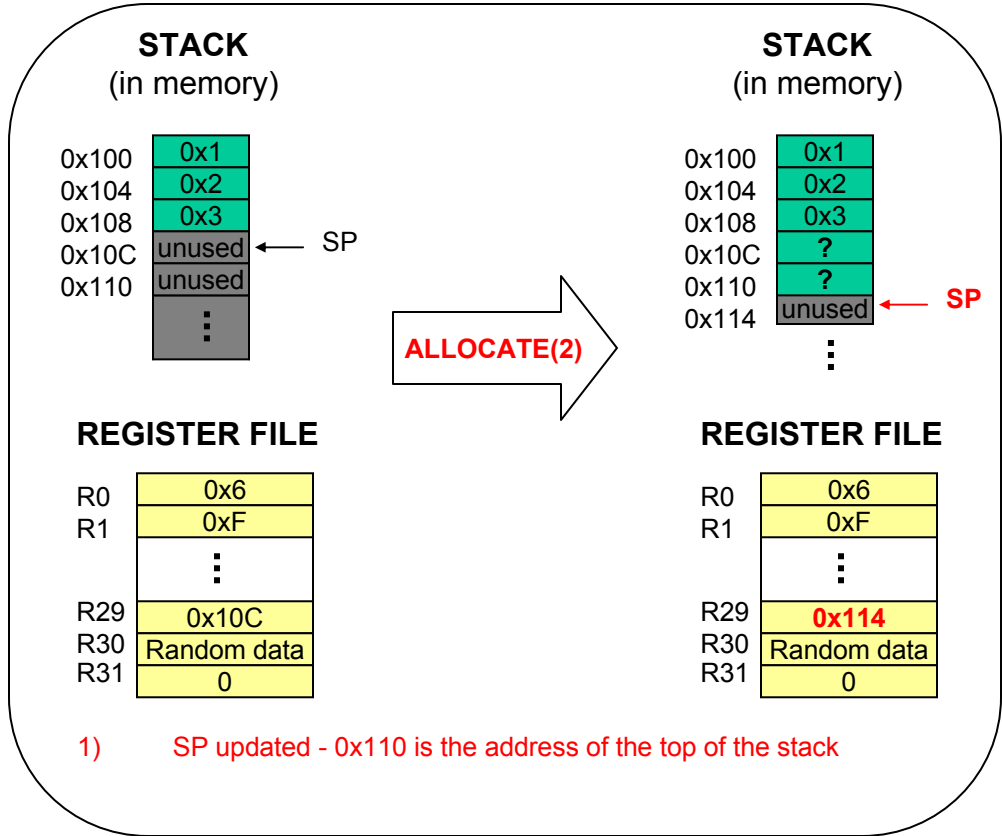 STACK
(in memory)
0x100 0x1
0x104 0x2
0x108 0x3
0x10C unused SP
0x110 unused
REGISTER FILE
R0 0x6
R1 0xF
R29 0x10C
R30 Random data
R31 0
ALLOCATE(2)
STACK
(in memory)
0x100 0x1
0x104 0x2
0x108 0x3
0x10C ?
0x110 ?
0x114 unused SP
REGISTER FILE
R0 0x6
R1 0xF
R29 0x114
R30 Random data
R31 0
1) SP updated - 0x110 is the address of the top of the stack